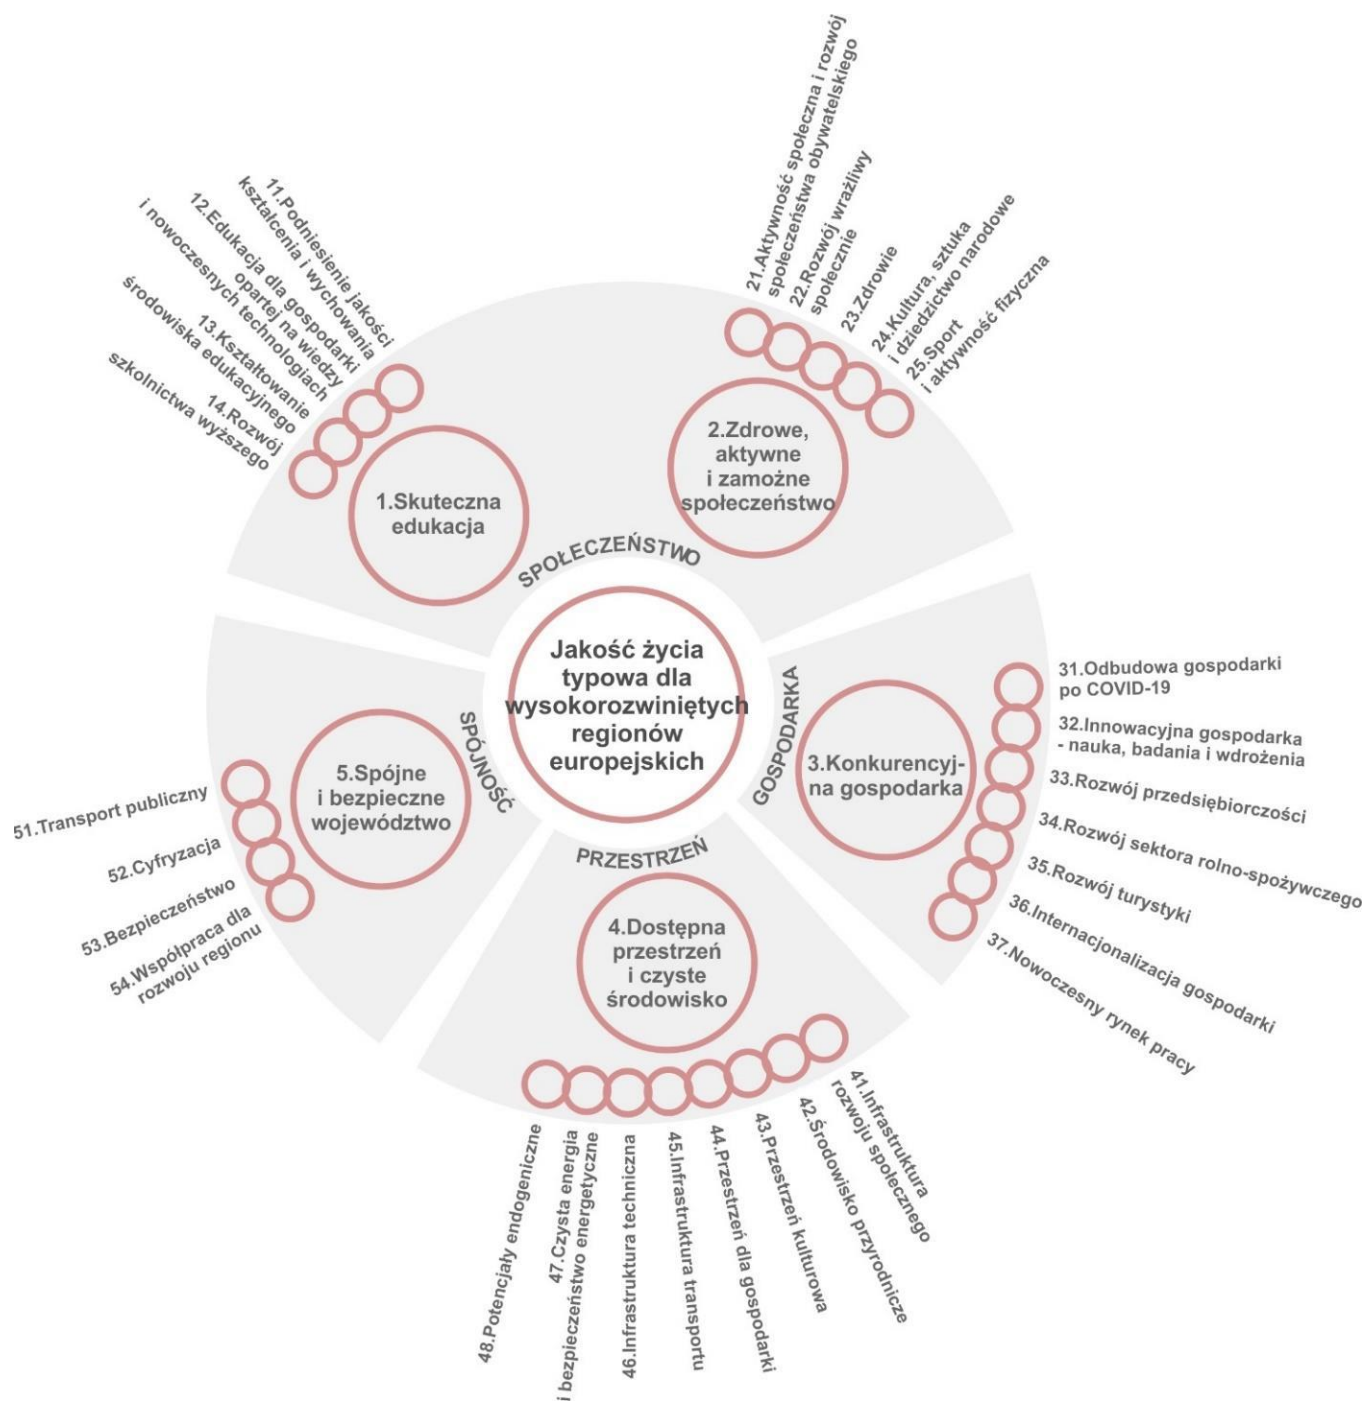 Jakość życia
typowa dla
wysokorozwiniętych
regionów
europejskich
SPOŁECZEŃSTWO
1.Skuteczna
edukacja
11.Podniesienie jakości
kształcenia i wychowania
12.Edukacja dla gospodarki
opartej na wiedzy
i nowoczesnych technologiach
13.Kształtowanie
środowiska edukacyjnego
14.Rozwój
szkolnictwa wyższego
2.Zdrowe,
aktywne
i zamożne
społeczeństwo
21.Aktywność społeczna i rozwój
społeczeństwa obywatelskiego
22.Rozwój wrażliwy
społecznie
23.Zdrowie
24.Kultura, sztuka
i dziedzictwo narodowe
25.Sport
i aktywność fizyczna
GOSPODARKA
3.Konkurencyj-
na gospodarka
31.Odbudowa gospodarki
po COVID-19
32.Innowacyjna gospodarka
- nauka, badania i wdrożenia
33.Rozwój przedsiębiorczości
34.Rozwój sektora rolno-spożywczego
35.Rozwój turystyki
36.Internacjonalizacja gospodarki
37.Nowoczesny rynek pracy
PRZESTRZEŃ
4.Dostępna
przestrzeń
i czyste
środowisko
41.Infrastruktura
rozwoju społecznego
42.Środowisko przyrodnicze
43.Przestrzeń kulturowa
44.Przestrzeń dla gospodarki
45.Infrastruktura transportu
46.Infrastruktura techniczna
47.Czysta energia
i bezpieczeństwo energetyczne
48.Potencjały endogeniczne
SPÓJNOŚĆ
5.Spójne
i bezpieczne
województwo
51.Transport publiczny
52.Cyfryzacja
53.Bezpieczeństwo
54.Współpraca dla
rozwoju regionu